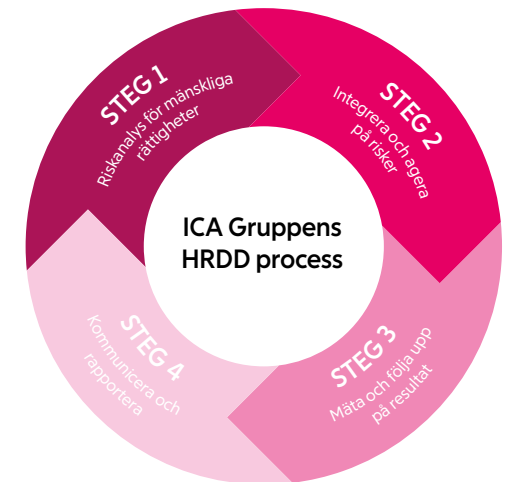 STEG 1
Riskanalys för mänskliga
rättigheter
STEG 2
Integrera och agera
på risker
ICA Gruppens
HRDD process
STEG 3
Mäta och följa upp
på resultat
STEG 4
Kommunicera och
rapportera